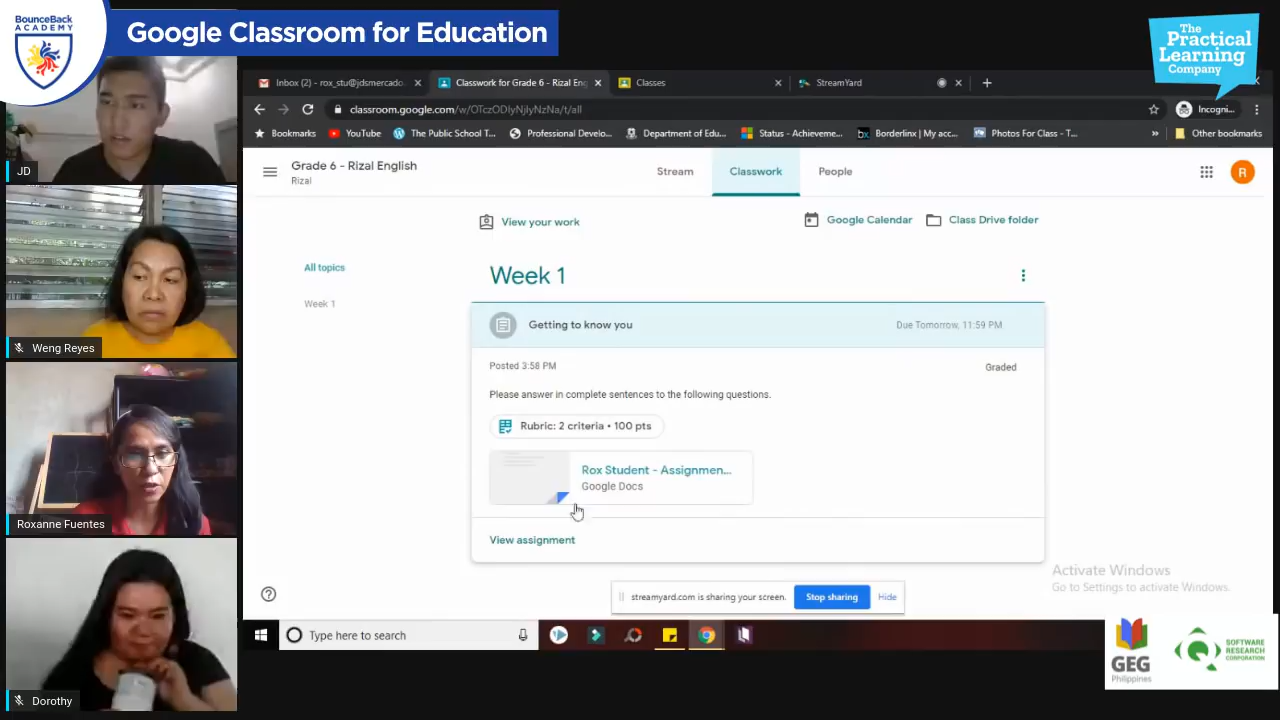 BounceBack
ACADEMY
Google Classroom for Education
The
Practical
Learning
Company
Inbox (2) - rox_stu@jdsmercado
Classwork for Grade 6 - Rizal En
Classes
StreamYard
classroom.google.com/w/OTczODIyNjIyNzNa/t/all
Incogni...
Bookmarks
YouTube
The Public School T...
Professional Develo...
Department of Edu...
Status - Achieveme...
Borderlinx | My acc...
Photos For Class - T...
»
Other bookmarks
Grade 6 - Rizal English
Rizal
Stream
Classwork
People
R
View your work
Google Calendar
Class Drive folder
All topics
Week 1
Week 1
Getting to know you
Due Tomorrow, 11:59 PM
Posted 3:58 PM
Graded
Please answer in complete sentences to the following questions.
Rubric: 2 criteria • 100 pts
Rox Student - Assignmen...
Google Docs
View assignment
Activate Windows
Go to Settings to activate Windows.
streamyard.com is sharing your screen.
Stop sharing
Hide
Type here to search
JD
Weng Reyes
Roxanne Fuentes
Dorothy
GEG
Philippines
SOFTWARE
RESEARCH
CORPORATION